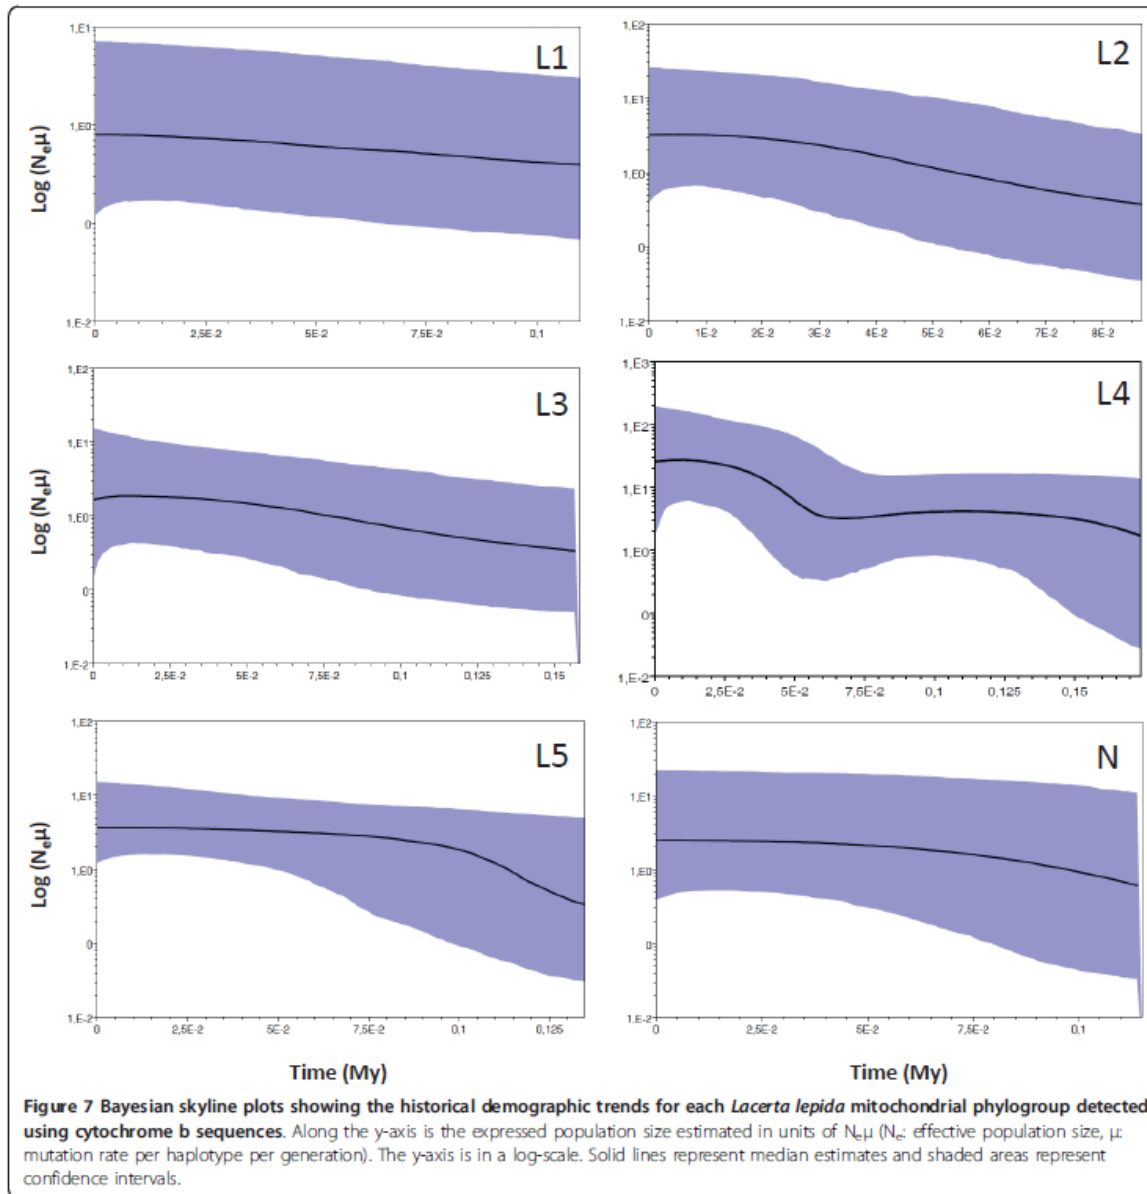 L1
1,E1
1,E0
0
1,E-2
Log (Neμ)
0 2,5E-2 5E-2 7,5E-2 0,1
L2
1,E2
1,E1
1,E0
0
1,E-2
0 1E-2 2E-2 3E-2 4E-2 5E-2 6E-2 7E-2 8E-2
L3
1,E2
1,E1
1,E0
0
1,E-2
Log (Neμ)
0 2,5E-2 5E-2 7,5E-2 0,1 0,125 0,15
L4
1,E3
1,E2
1,E1
1,E0
0
1,E-2
0 2,5E-2 5E-2 7,5E-2 0,1 0,125 0,15
L5
1,E2
1,E1
1,E0
0
1,E-2
Log (Neμ)
0 2,5E-2 5E-2 7,5E-2 0,1 0,125
N
1,E2
1,E1
1,E0
0
1,E-2
0 2,5E-2 5E-2 7,5E-2 0,1
Time (My)
Time (My)
Figure 7 Bayesian skyline plots showing the historical demographic trends for each Lacerta lepida mitochondrial phylogroup detected
using cytochrome b sequences. Along the y-axis is the expressed population size estimated in units of Neμ (Ne: effective population size, μ:
mutation rate per haplotype per generation). The y-axis is in a log-scale. Solid lines represent median estimates and shaded areas represent
confidence intervals.